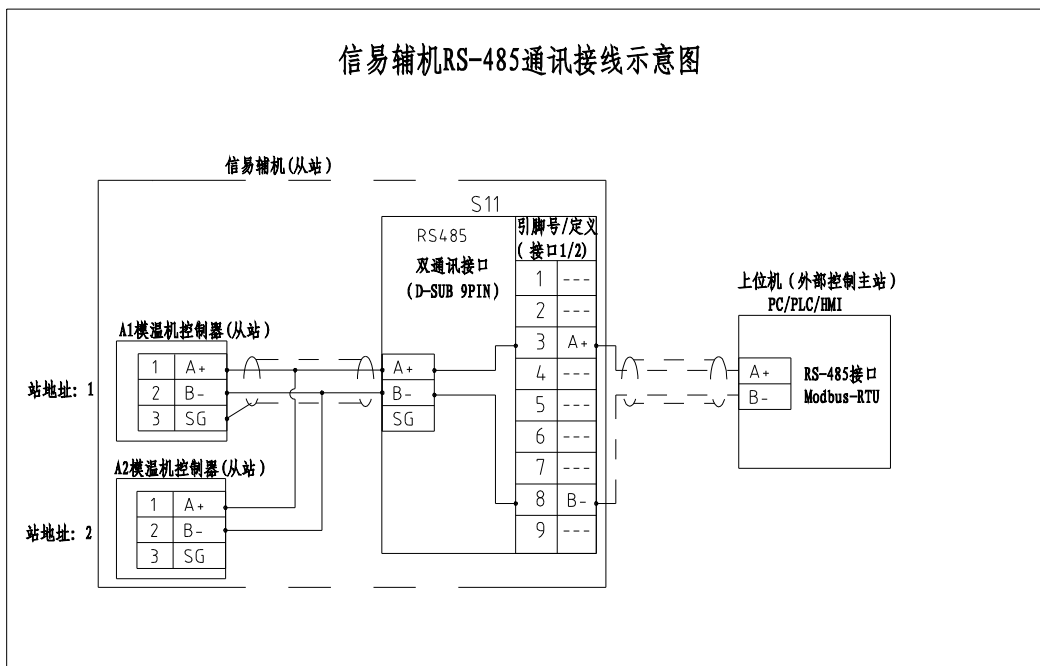 信易辅机RS-485通讯接线示意图
信易辅机(从站)
S11
RS485
双通讯接口
(D-SUB 9PIN)
引脚号/定义
(接口1/2)
1 ---
2 ---
3 A+
4 ---
5 ---
6 ---
7 ---
8 B-
9 ---
A+
B-
SG
A1模温机控制器(从站)
1 A+
2 B-
3 SG
站地址: 1
A2模温机控制器(从站)
1 A+
2 B-
3 SG
站地址: 2
上位机(外部控制主站)
PC/PLC/HMI
A+
B-
RS-485接口
Modbus-RTU